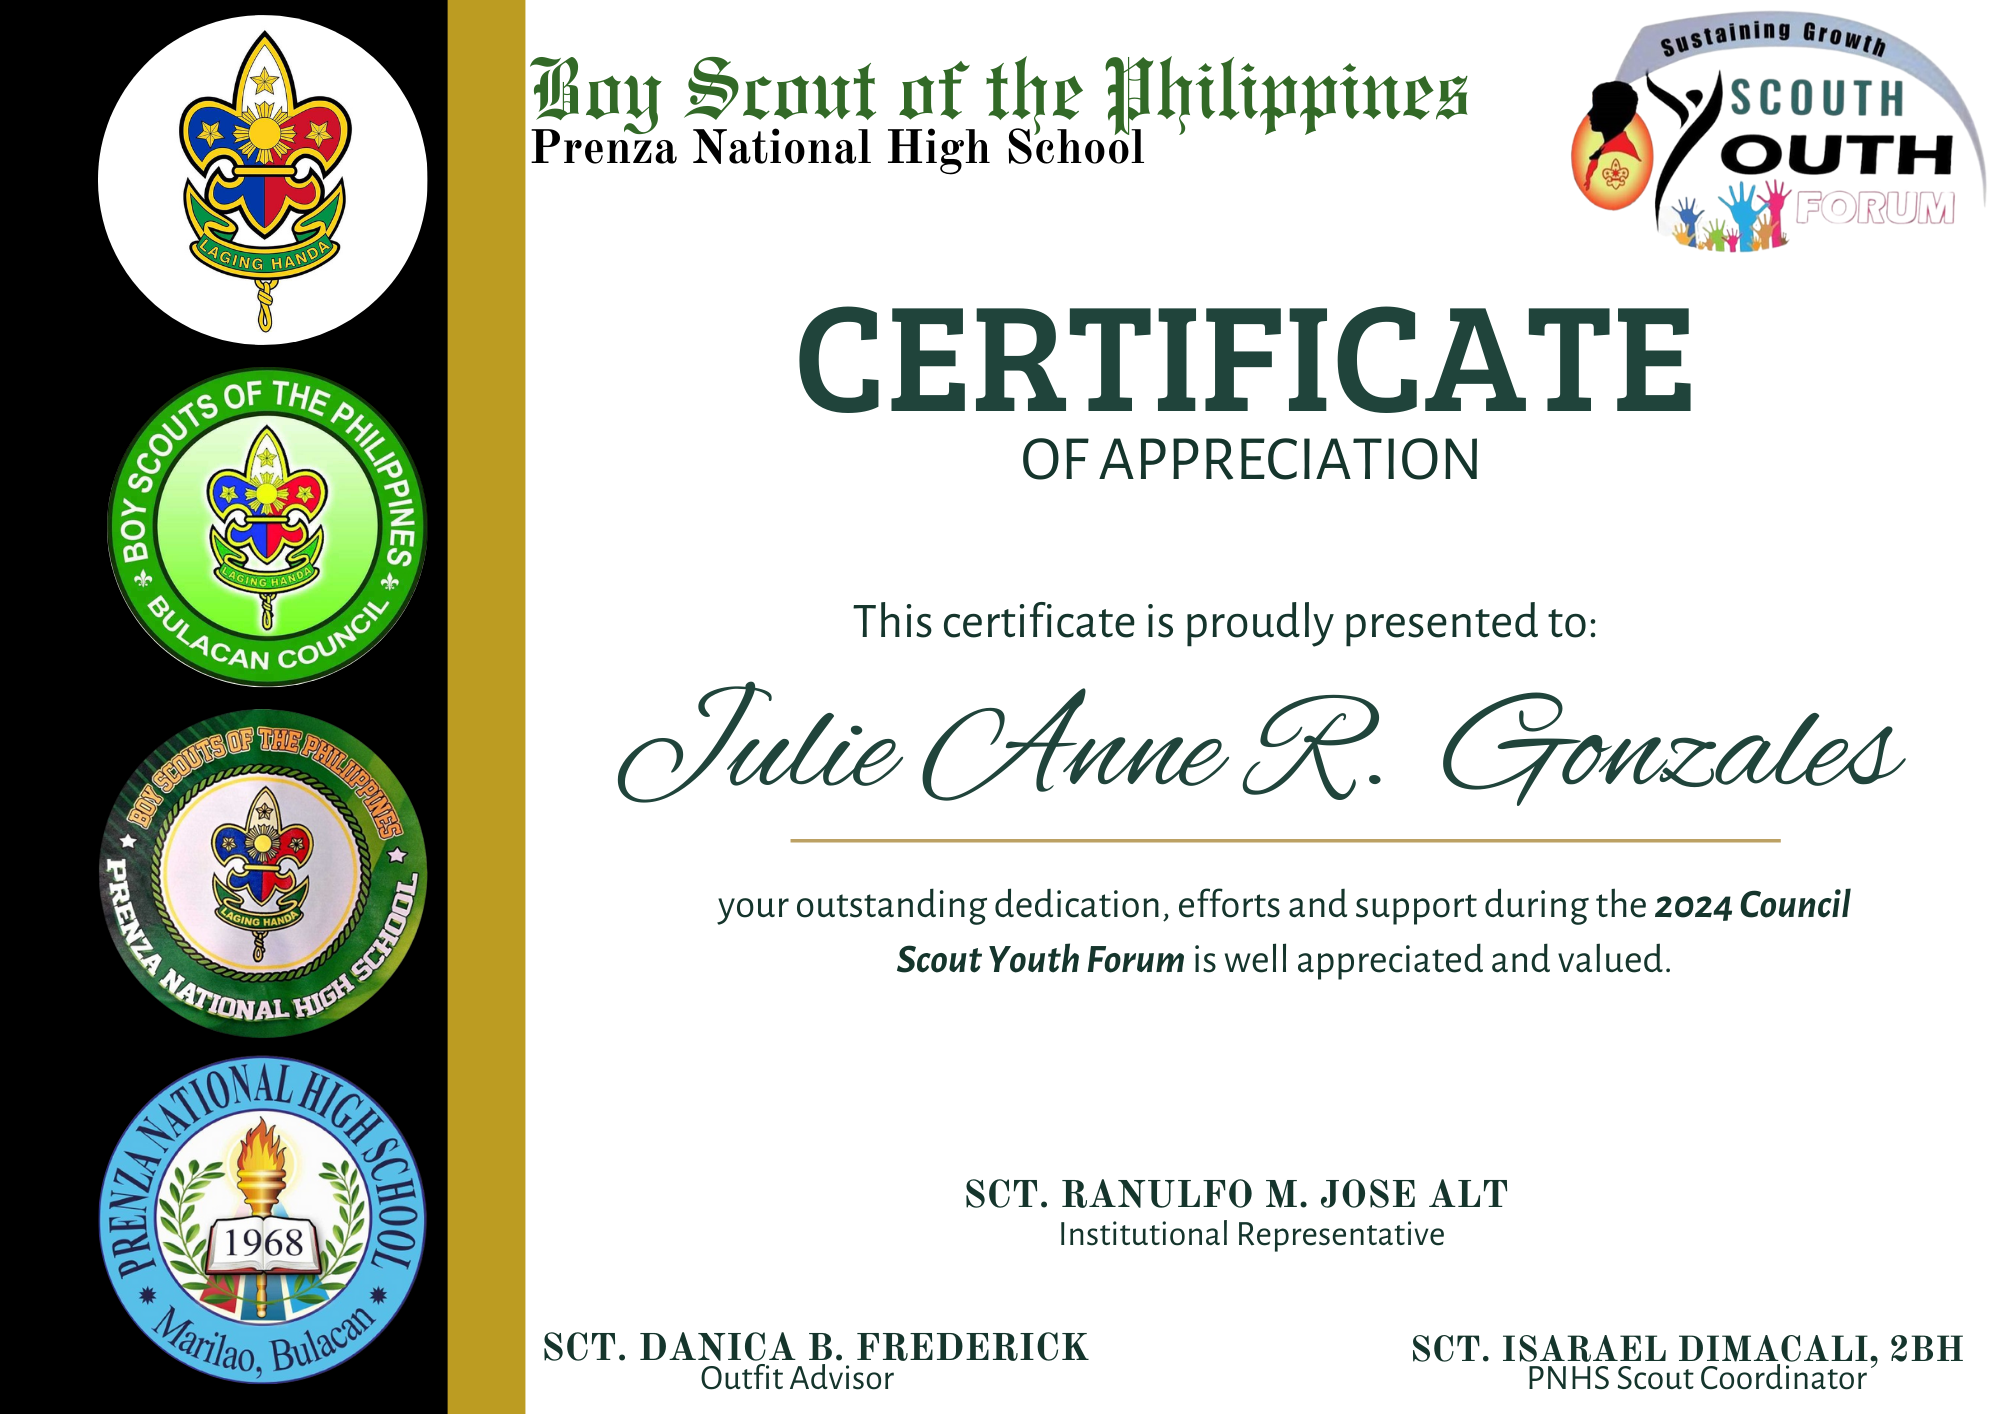 LAGING HANDA
BOY SCOUTS OF THE PHILIPPINES
LAGING HANDA
BULACAN COUNCIL
BOY SCOUTS OF THE PHILIPPINES
LAGING HANDA
PRENZA NATIONAL HIGH SCHOOL
PRENZA NATIONAL HIGH SCHOOL
1968
Marilao, Bulacan
Boy Scout of the Philippines
Prenza National High School
Sustaining Growth
SCOUTH
YOUTH
FORUM
CERTIFICATE
OF APPRECIATION
This certificate is proudly presented to:
Julie Anne R. Gonzales
your outstanding dedication, efforts and support during the 2024 Council
Scout Youth Forum is well appreciated and valued.
SCT. RANULFO M. JOSE ALT
Institutional Representative
SCT. DANICA B. FREDERICK
Outfit Advisor
SCT. ISARAEL DIMACALI, 2BH
PNHS Scout Coordinator